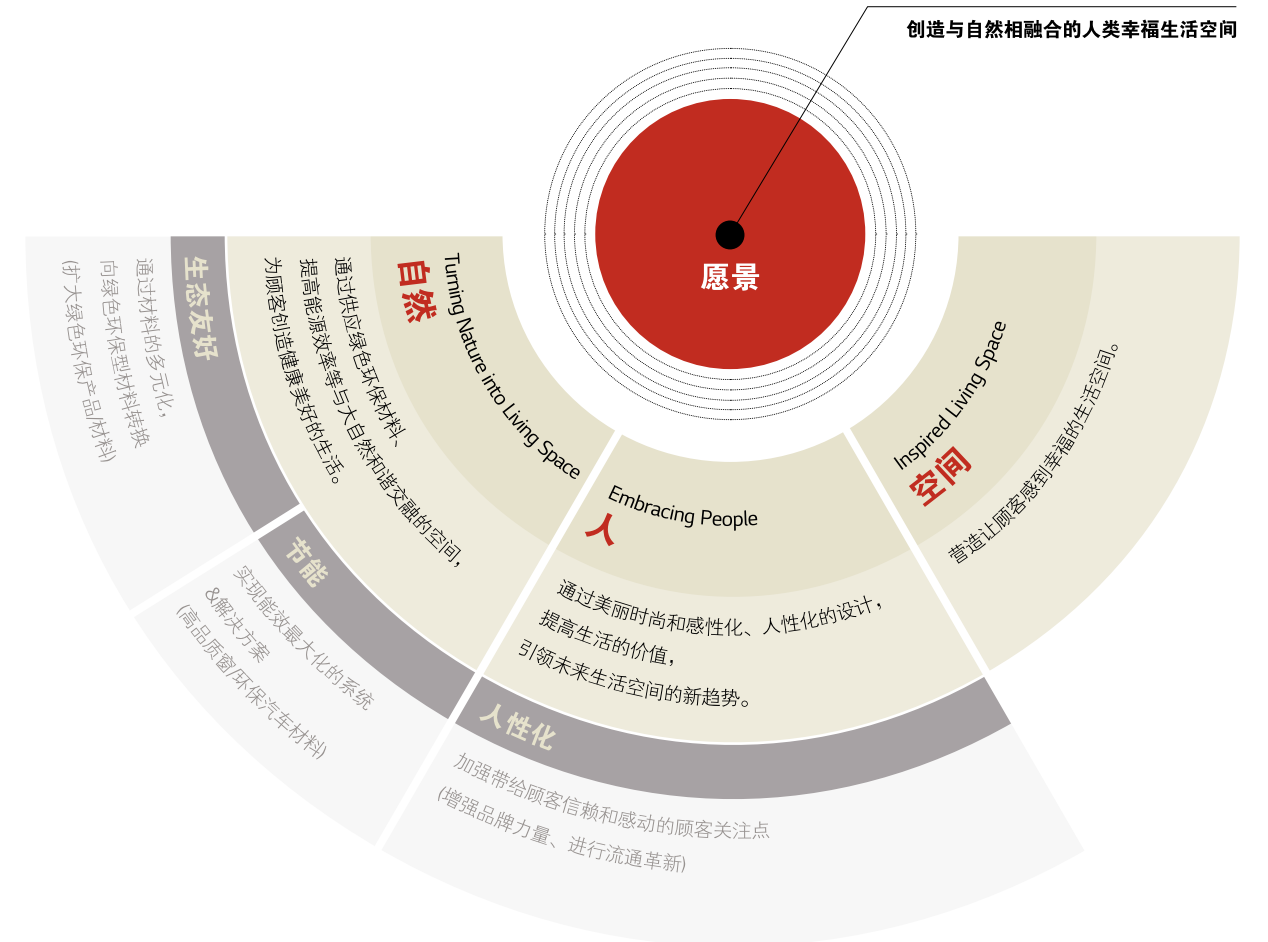 创造与自然相融合的人类幸福生活空间
愿景
Turning Nature into Living Space
自然
通过供应绿色环保材料、
提高能源效率等与大自然和谐交融的空间，
为顾客创造健康美好的生活。
生态友好
通过材料的多元化，
向绿色环保型材料转换
(扩大绿色环保产品/材料)
节能
实现能效最大化的系统
&解决方案
(高品质窗/环保汽车材料)
Embracing People
人
通过美丽时尚和感性化、人性化的设计，
提高生活的价值，
引领未来生活空间的新趋势。
人性化
加强带给顾客信赖和感动的顾客关注点
(增强品牌力量、进行流通革新)
Inspired Living Space
空间
营造让顾客感到幸福的生活空间。